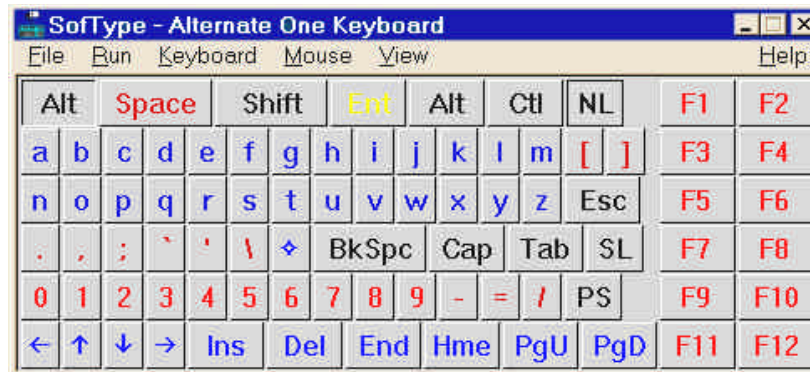 SofType - Alternate One Keyboard
File Run Keyboard Mouse View Help
Alt Space Shift Ent Alt Ctl NL F1 F2
a b c d e f g h i j k l m [ ] F3 F4
n o p q r s t u v w x y z Esc F5 F6
. , ; ` ' \ BkSpc Cap Tab SL F7 F8
0 1 2 3 4 5 6 7 8 9 - = / PS F9 F10
← ↑ ↓ → Ins Del End Hme PgU PgD F11 F12